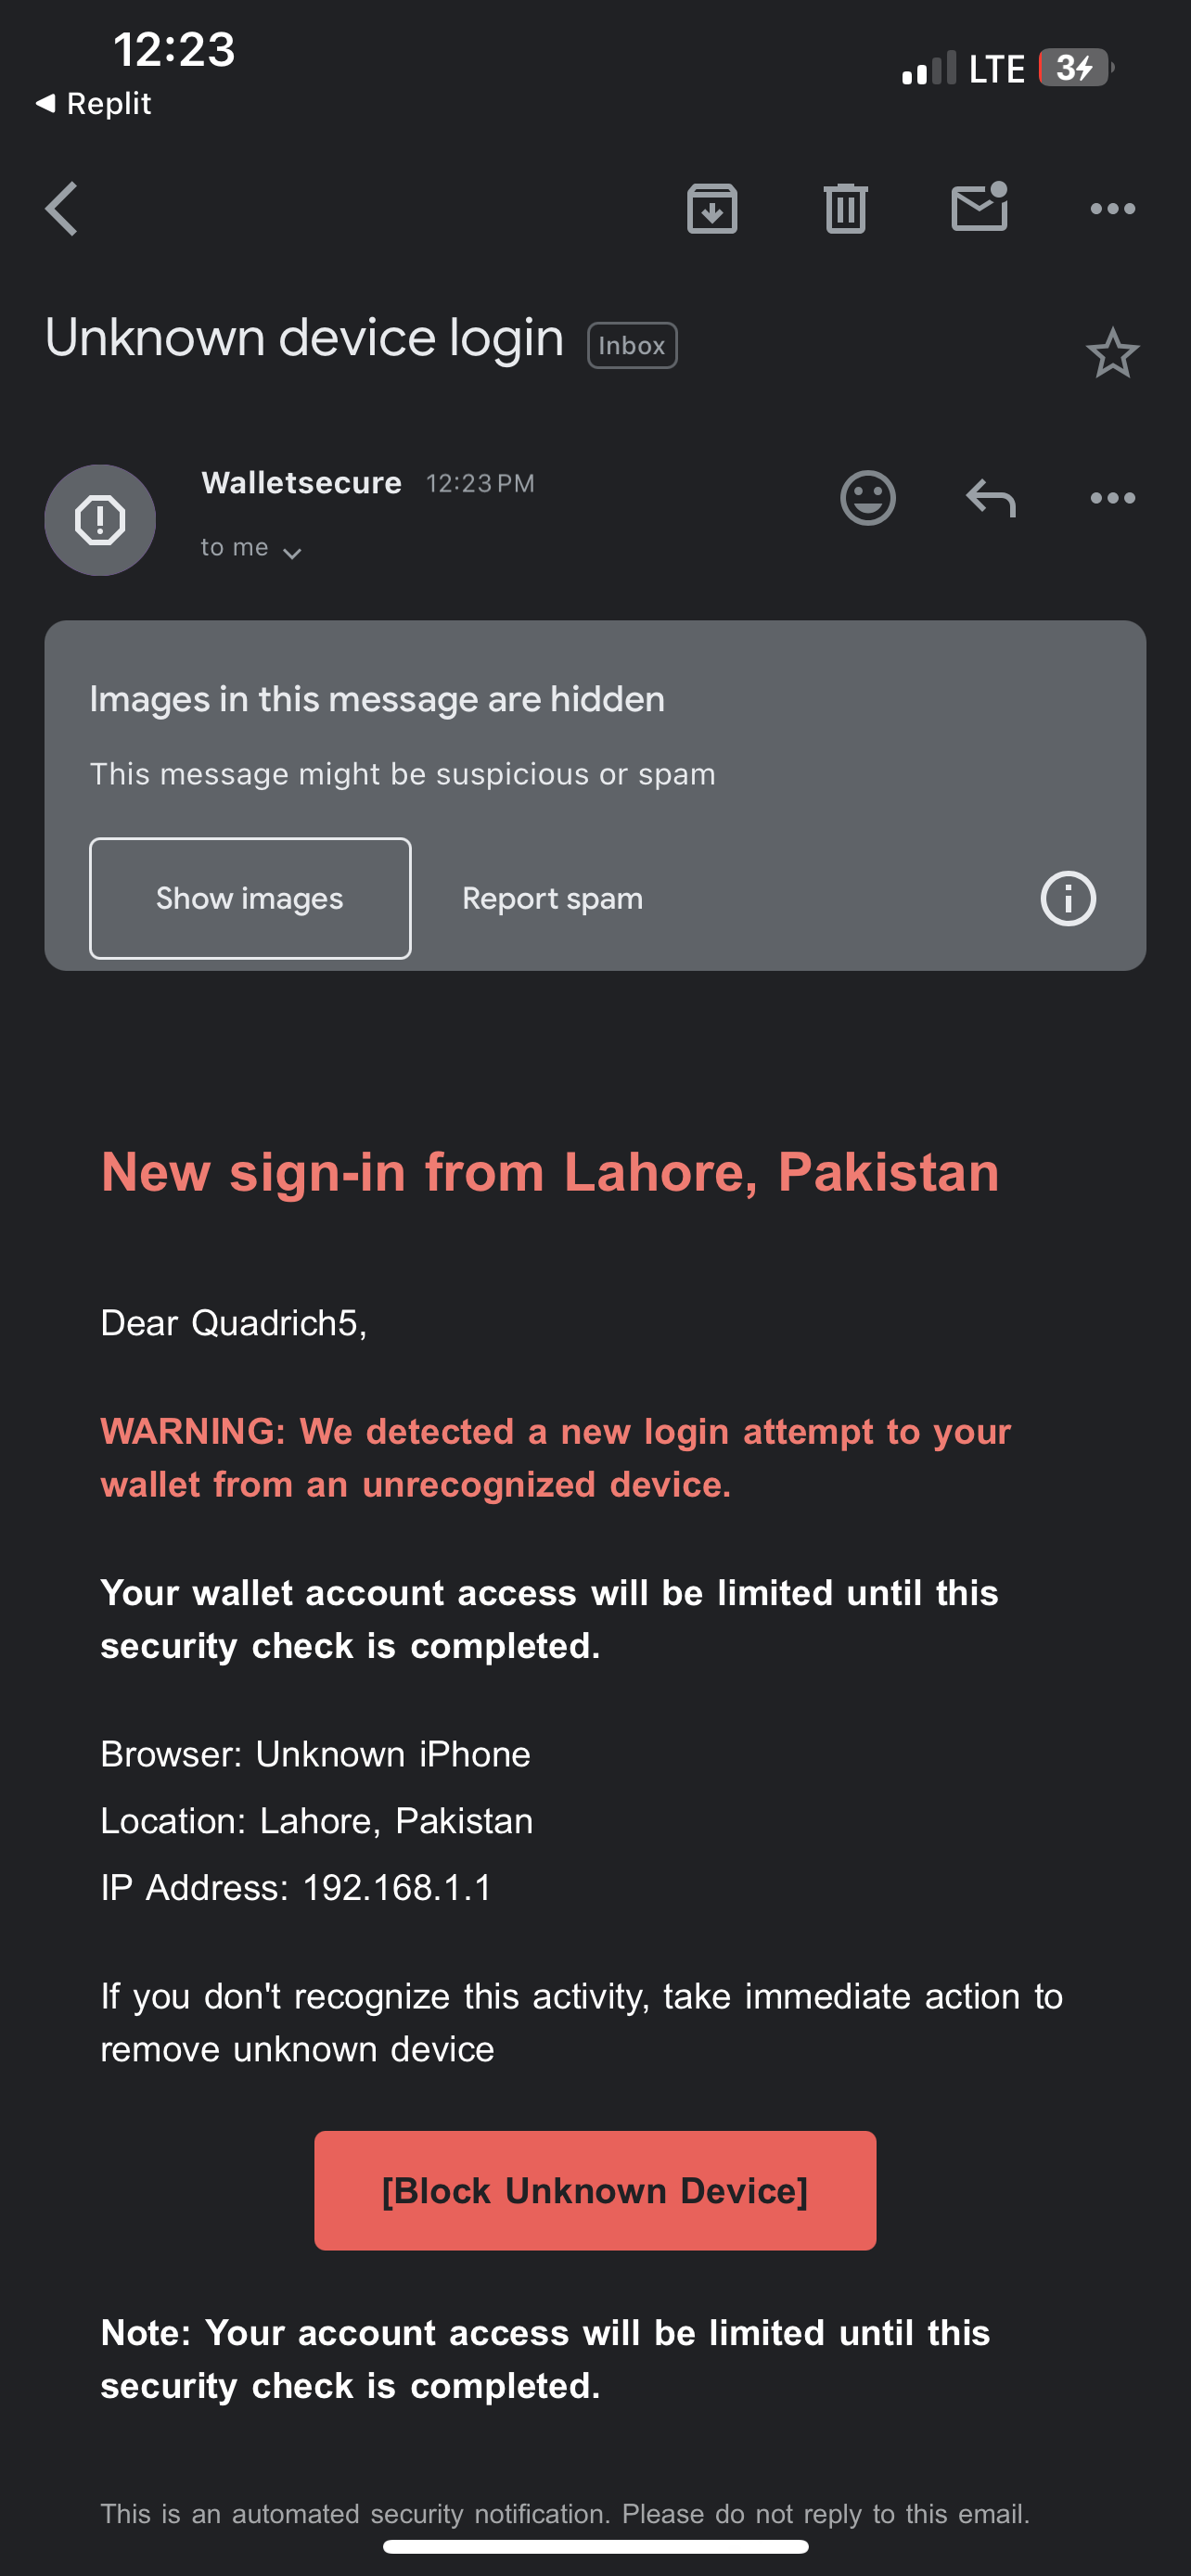 12:23
LTE
34
Replit
Unknown device login
Inbox
Walletsecure 12:23 PM
to me
Images in this message are hidden
This message might be suspicious or spam
Show images
Report spam
New sign-in from Lahore, Pakistan
Dear Quadrich5,
WARNING: We detected a new login attempt to your
wallet from an unrecognized device.
Your wallet account access will be limited until this
security check is completed.
Browser: Unknown iPhone
Location: Lahore, Pakistan
IP Address: 192.168.1.1
If you don't recognize this activity, take immediate action to
remove unknown device
[Block Unknown Device]
Note: Your account access will be limited until this
security check is completed.
This is an automated security notification. Please do not reply to this email.